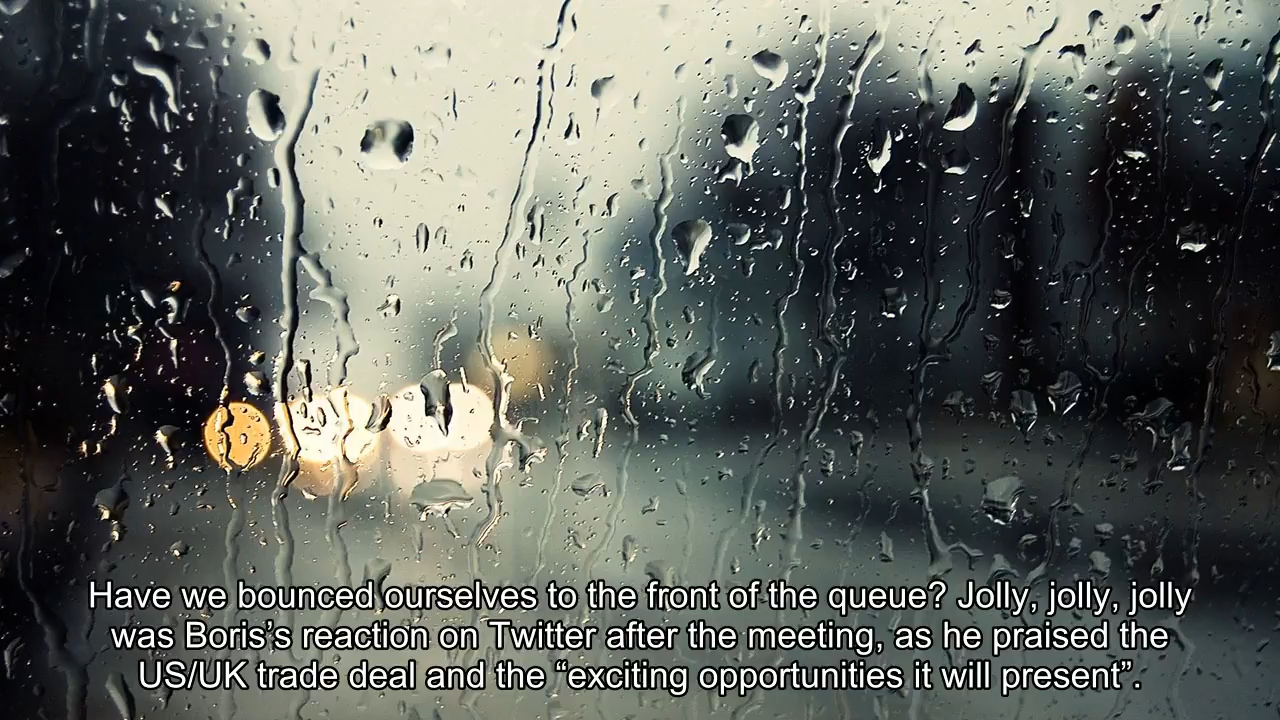 Have we bounced ourselves to the front of the queue? Jolly, jolly, jolly
was Boris’s reaction on Twitter after the meeting, as he praised the
US/UK trade deal and the “exciting opportunities it will present”.